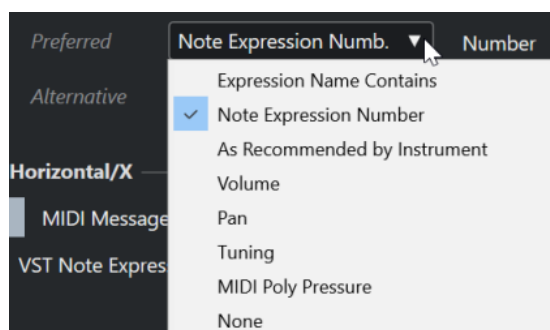 Preferred Note Expression Numb. Number
Expression Name Contains
Alternative
Note Expression Number
As Recommended by Instrument
Horizontal/X
Volume
MIDI Message
Pan
Tuning
VST Note Expres
MIDI Poly Pressure
None